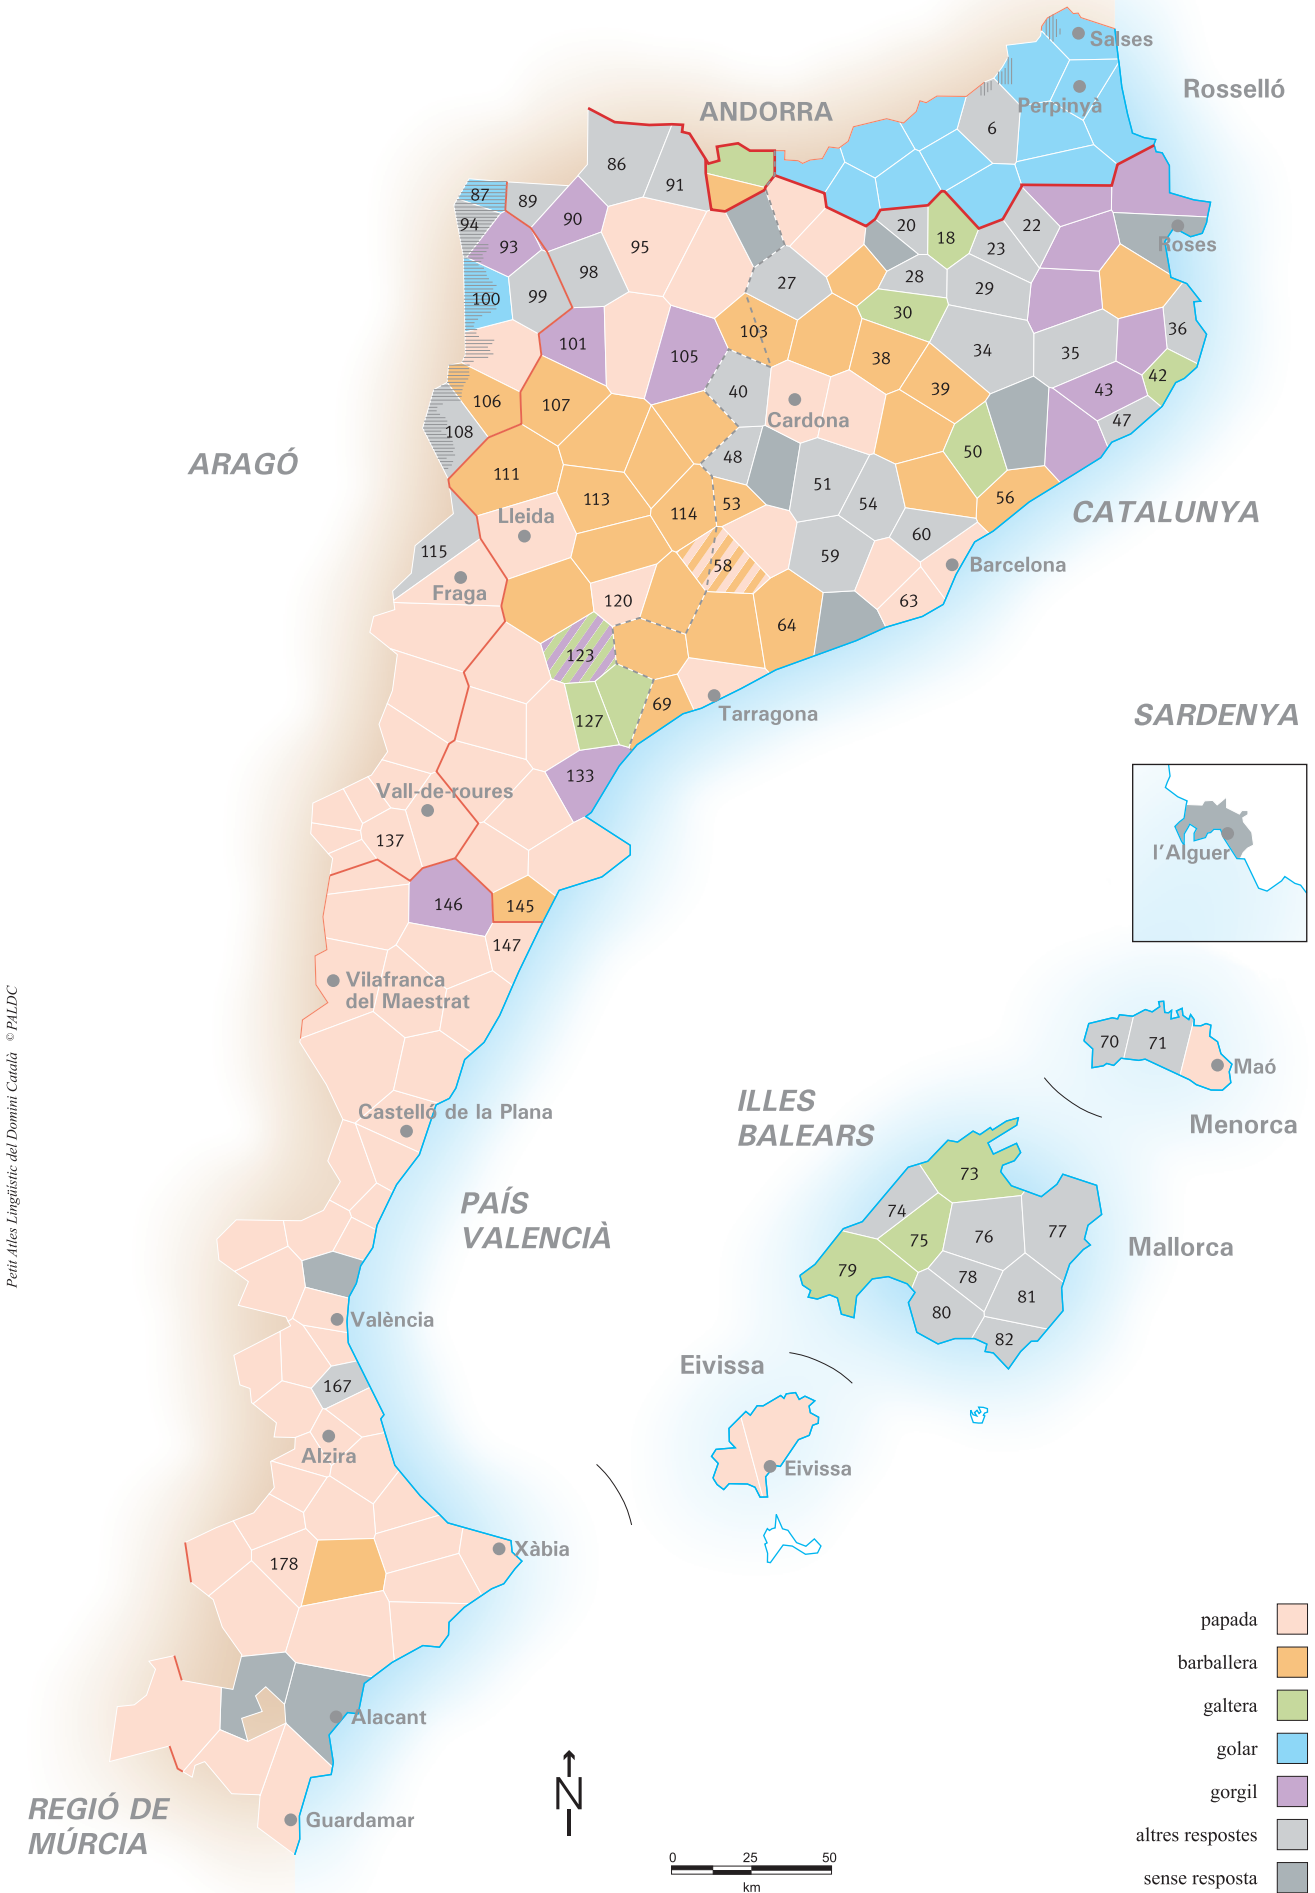 Salses
Rosselló
ANDORRA
Perpinyà
6
86
91
87
89
90
94
93
95
98
99
100
20
18
22
23
Roses
27
28
29
30
36
101
105
103
38
34
35
39
43
42
47
40
Cardona
106
107
108
48
50
ARAGÓ
111
113
114
53
51
54
56
CATALUNYA
Lleida
60
115
58
59
Barcelona
Fraga
120
63
64
123
69
Tarragona
127
SARDENYA
133
Vall-de-roures
137
l'Alguer
146
145
147
Vilafranca
del Maestrat
Petit Atles Lingüístic del Domini Català © PALDC
70
71
Maó
Menorca
ILLES
BALEARS
Castelló de la Plana
73
74
75
76
77
Mallorca
PAÍS
VALENCIÀ
79
78
80
81
82
València
Eivissa
167
Alzira
Eivissa
Xàbia
178
Alacant
REGIÓ DE
MÚRCIA
Guardamar
N
0 25 50
km
papada
barballera
galtera
golar
gorgil
altres respostes
sense resposta